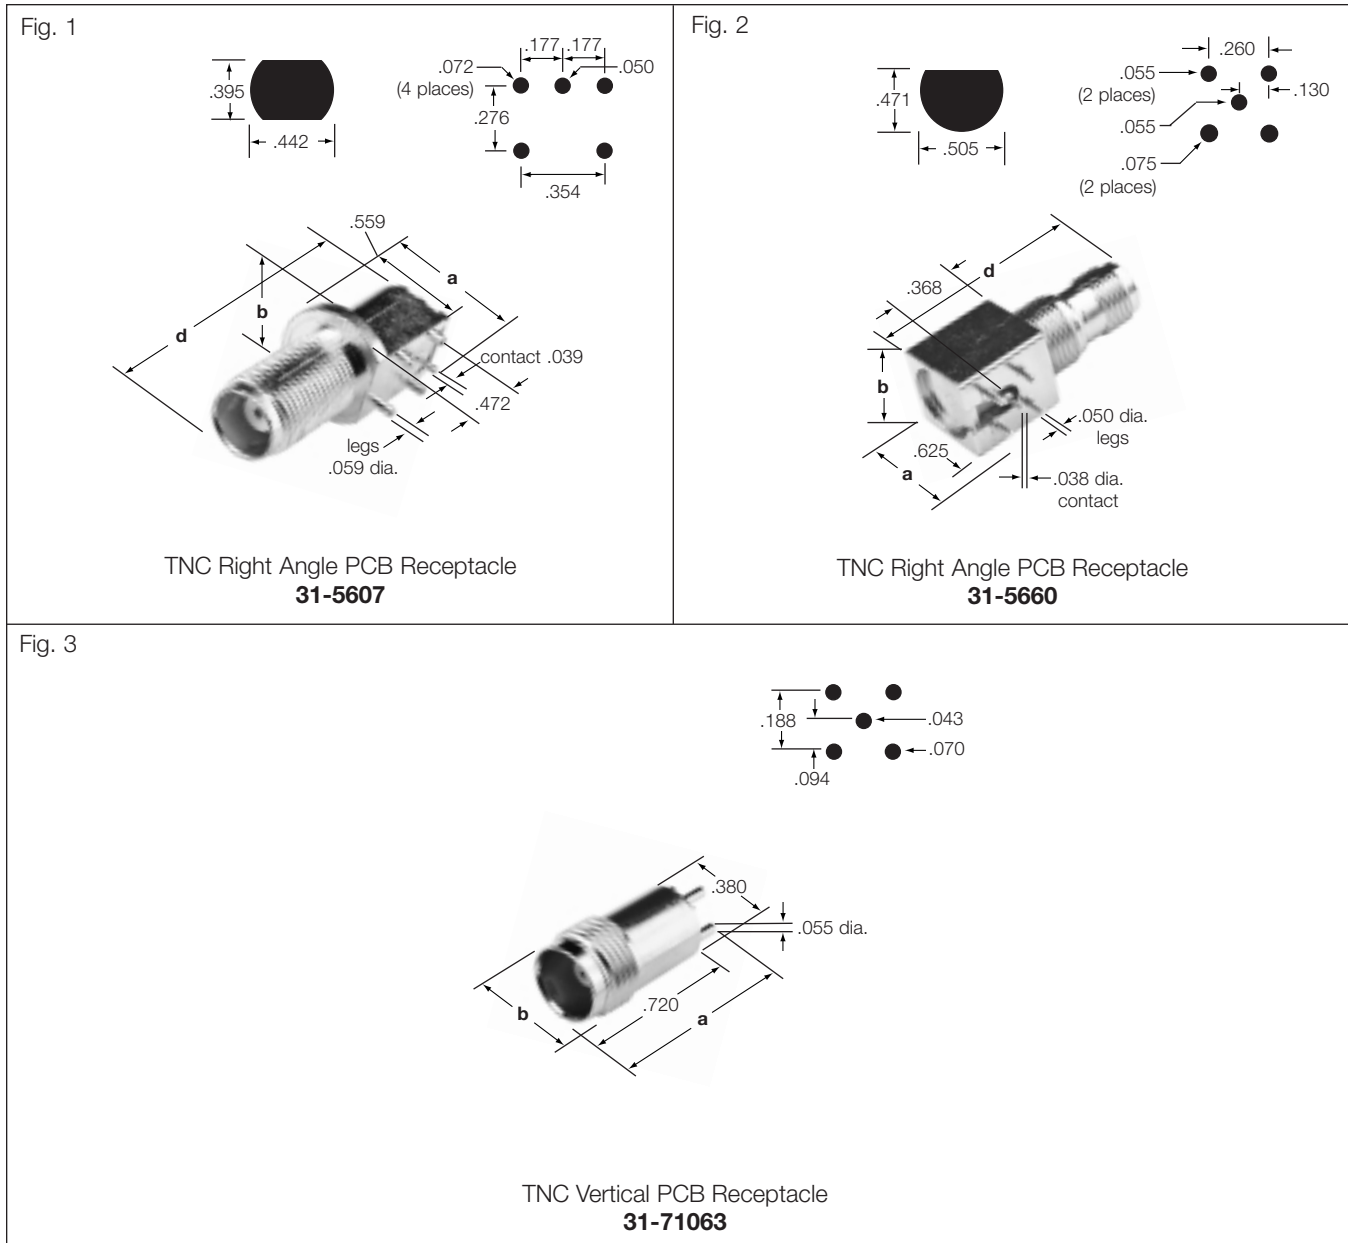 Fig. 1
.395
.442
.177 .177
.072
(4 places)
.050
.276
.354
.559
a
b
d
contact .039
.472
legs
.059 dia.
TNC Right Angle PCB Receptacle
31-5607
Fig. 2
.471
.505
.260
.055
(2 places)
.130
.055
.075
(2 places)
d
.368
b
.050 dia.
legs
.625
a
.038 dia.
contact
TNC Right Angle PCB Receptacle
31-5660
Fig. 3
.188
.043
.070
.094
.380
.055 dia.
.720
b
a
TNC Vertical PCB Receptacle
31-71063